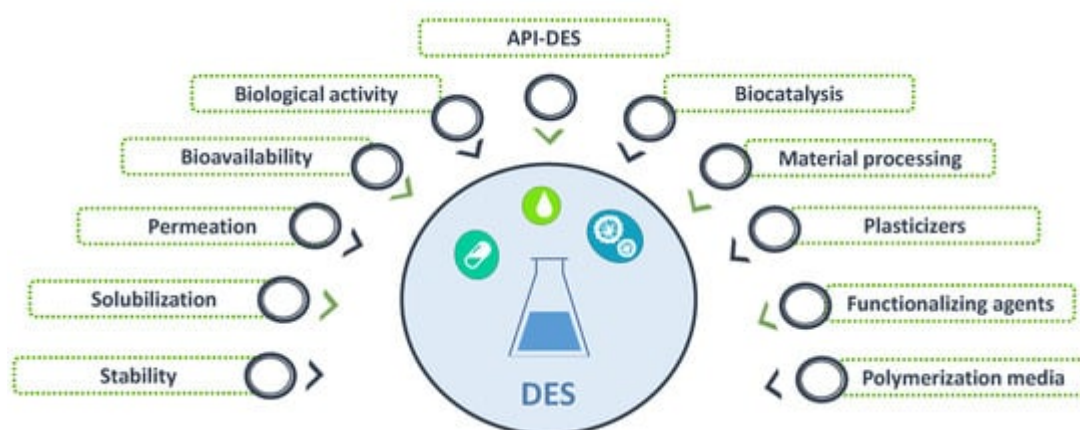 API-DES
Biological activity
Biocatalysis
Bioavailability
Material processing
Permeation
Plasticizers
Solubilization
Functionalizing agents
Stability
Polymerization media
DES